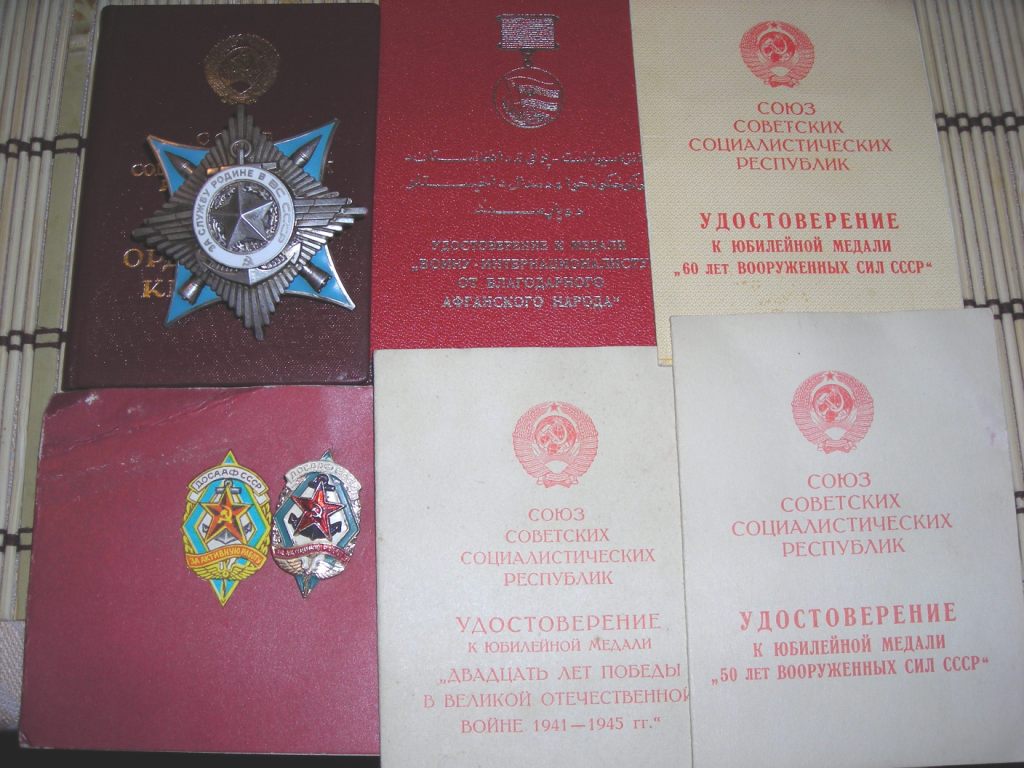 ЗА СЛУЖБУ РОДИНЕ В ВС СССР
УДОСТОВЕРЕНИЕ К МЕДАЛИ
„ВОИНУ-ИНТЕРНАЦИОНАЛИСТУ
ОТ БЛАГОДАРНОГО
АФГАНСКОГО НАРОДА“
СОЮЗ
СОВЕТСКИХ
СОЦИАЛИСТИЧЕСКИХ
РЕСПУБЛИК
УДОСТОВЕРЕНИЕ
К ЮБИЛЕЙНОЙ МЕДАЛИ
„60 ЛЕТ ВООРУЖЕННЫХ СИЛ СССР“
ДОСААФ СССР
ЗА АКТИВНУЮ РАБОТУ
СОЮЗ
СОВЕТСКИХ
СОЦИАЛИСТИЧЕСКИХ
РЕСПУБЛИК
УДОСТОВЕРЕНИЕ
К ЮБИЛЕЙНОЙ МЕДАЛИ
„ДВАДЦАТЬ ЛЕТ ПОБЕДЫ
В ВЕЛИКОЙ ОТЕЧЕСТВЕННОЙ
ВОЙНЕ 1941—1945 гг.“
СОЮЗ
СОВЕТСКИХ
СОЦИАЛИСТИЧЕСКИХ
РЕСПУБЛИК
УДОСТОВЕРЕНИЕ
К ЮБИЛЕЙНОЙ МЕДАЛИ
„50 ЛЕТ ВООРУЖЕННЫХ СИЛ СССР“